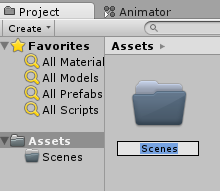 Project
Animator
Create
Favorites
All Material
All Models
All Prefabs
All Scripts
Assets
Scenes
Assets
Scenes